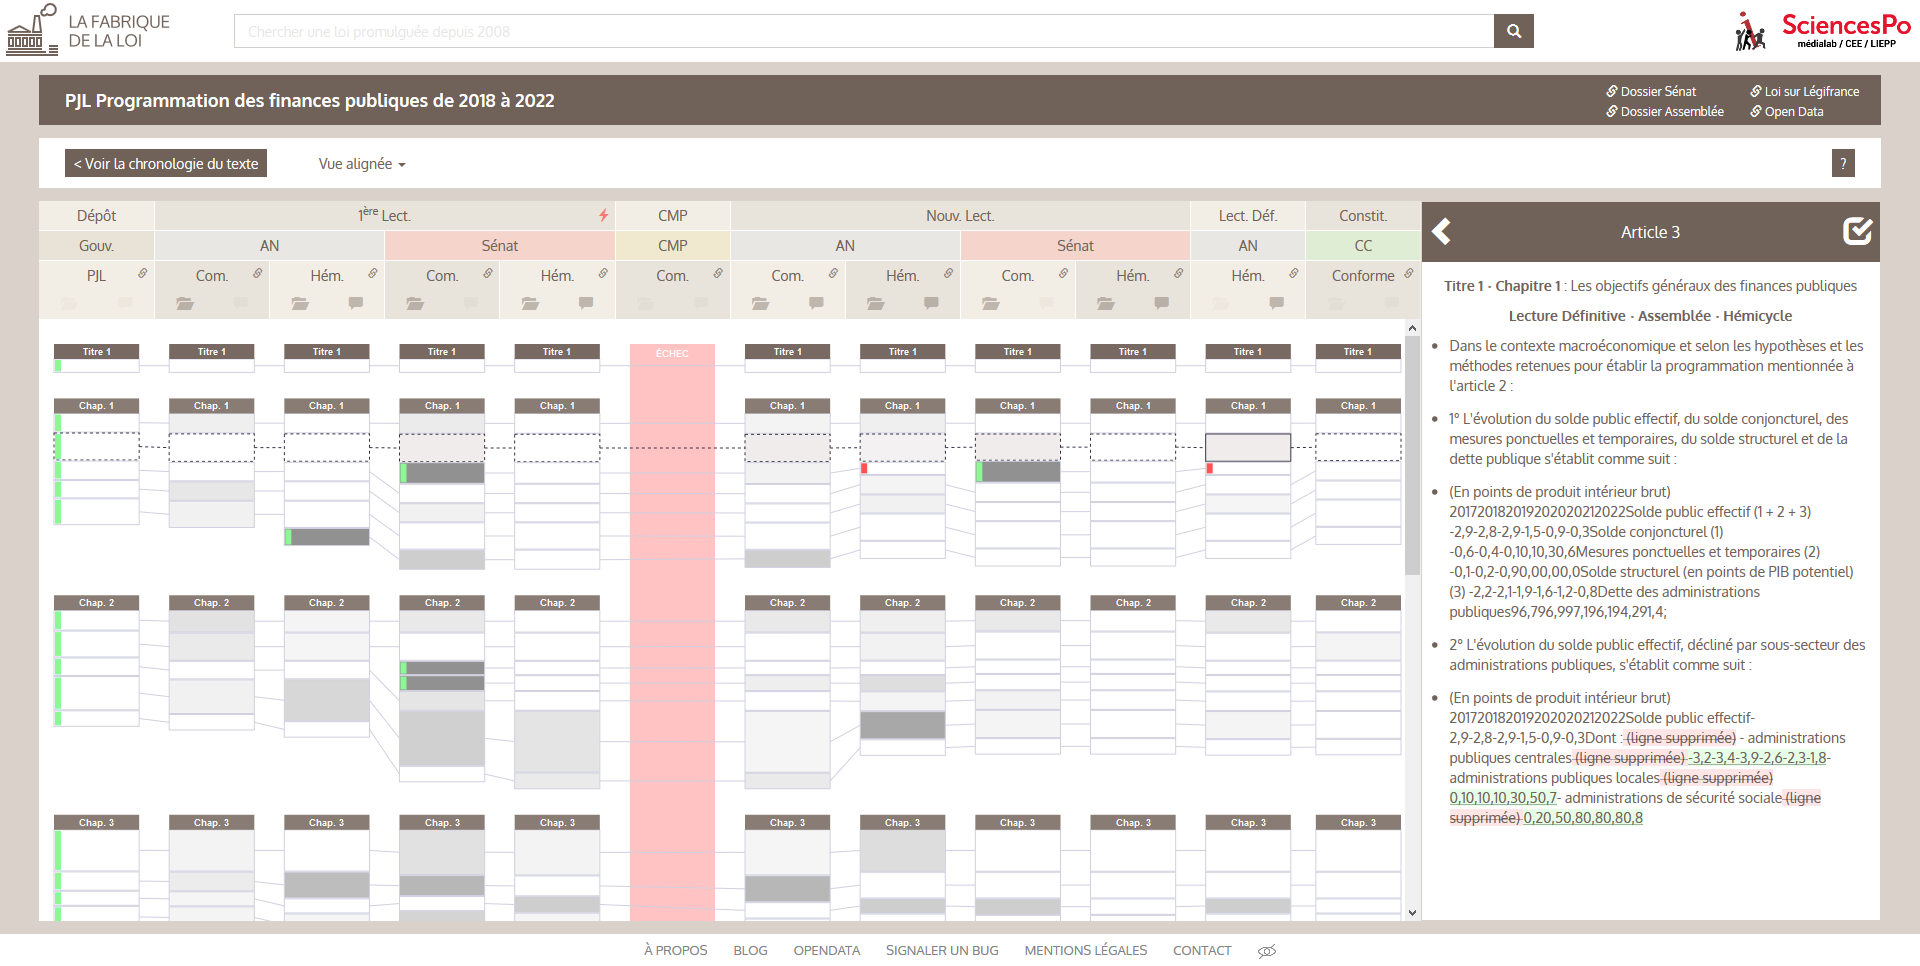 LA FABRIQUE
DE LA LOI
Chercher une loi promulguée depuis 2008
SciencesPo
médialab / CEE / LIEPP
PJL Programmation des finances publiques de 2018 à 2022
Dossier Sénat
Loi sur Légifrance
Dossier Assemblée
Open Data
< Voir la chronologie du texte
Vue alignée
?
Dépôt 1ère Lect. CMP Nouv. Lect. Lect. Déf. Constit.
Gouv. AN Sénat CMP AN Sénat AN CC
PJL Com. Hém. Com. Hém. Com. Com. Hém. Com. Hém. Hém. Conforme
Titre 1 Titre 1 Titre 1 Titre 1 Titre 1 ÉCHEC Titre 1 Titre 1 Titre 1 Titre 1 Titre 1 Titre 1
Chap. 1 Chap. 1 Chap. 1 Chap. 1 Chap. 1 Chap. 1 Chap. 1 Chap. 1 Chap. 1 Chap. 1 Chap. 1
Chap. 2 Chap. 2 Chap. 2 Chap. 2 Chap. 2 Chap. 2 Chap. 2 Chap. 2 Chap. 2 Chap. 2 Chap. 2
Chap. 3 Chap. 3 Chap. 3 Chap. 3 Chap. 3 Chap. 3 Chap. 3 Chap. 3 Chap. 3 Chap. 3 Chap. 3
Article 3
Titre 1 - Chapitre 1 : Les objectifs généraux des finances publiques
Lecture Définitive · Assemblée · Hémicycle
• Dans le contexte macroéconomique et selon les hypothèses et les
méthodes retenues pour établir la programmation mentionnée à
l'article 2 :
• 1° L'évolution du solde public effectif, du solde conjoncturel, des
mesures ponctuelles et temporaires, du solde structurel et de la
dette publique s'établit comme suit :
• (En points de produit intérieur brut)
201720182019202020212022Solde public effectif (1 + 2 + 3)
-2,9-2,8-2,9-1,5-0,9-0,3Solde conjoncturel (1)
-0,6-0,4-0,10,10,30,6Mesures ponctuelles et temporaires (2)
-0,1-0,2-0,90,00,00,0Solde structurel (en points de PIB potentiel)
(3) -2,2-2,1-1,9-1,6-1,2-0,8Dette des administrations
publiques96,796,997,196,194,291,4;
• 2° L'évolution du solde public effectif, décliné par sous-secteur des
administrations publiques, s'établit comme suit :
• (En points de produit intérieur brut)
201720182019202020212022Solde public effectif-
2,9-2,8-2,9-1,5-0,9-0,3Dont : (ligne supprimée) - administrations
publiques centrales (ligne supprimée) -3,2-3,4-3,9-2,6-2,3-1,8-
administrations publiques locales (ligne supprimée)
0,10,10,10,30,50,7- administrations de sécurité sociale (ligne
supprimée) 0,20,50,80,80,80,8
À PROPOS BLOG OPENDATA SIGNALER UN BUG MENTIONS LÉGALES CONTACT